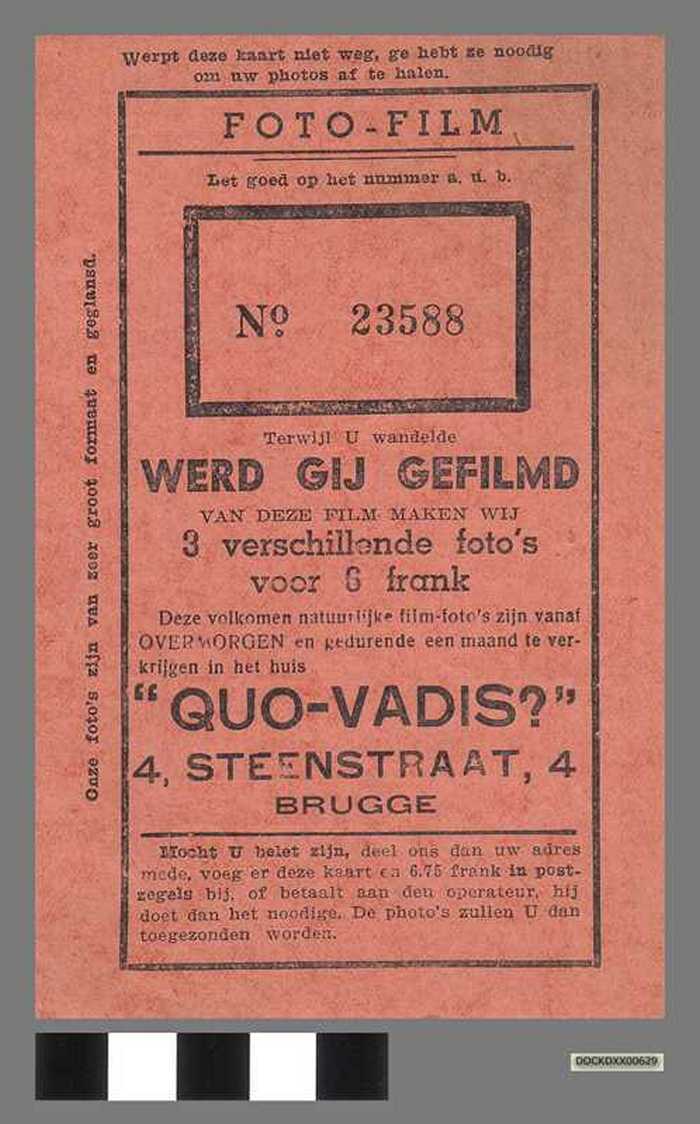 Werpt deze kaart niet weg, ge hebt ze noodig
om uw photos af te halen.
FOTO-FILM
Let goed op het nummer a. u. b.
Nº 23588
Terwijl U wandelde
WERD GIJ GEFILMD
VAN DEZE FILM MAKEN WIJ
3 verschillende foto's
voor 6 frank
Deze volkomen natuurlijke film-foto's zijn vanaf
OVERMORGEN en gedurende een maand te ver-
krijgen in het huis
"QUO-VADIS?"
4, STEENSTRAAT, 4
BRUGGE
Mocht U belet zijn, deel ons dan uw adres
mede, voeg er deze kaart en 6.75 frank in post-
zegels bij, of betaalt aan den operateur, hij
doet dan het noodige. De photo's zullen U dan
toegezonden worden.
Onze foto's zijn van zeer groot formaat en geglansd.
DOCKDXX00629